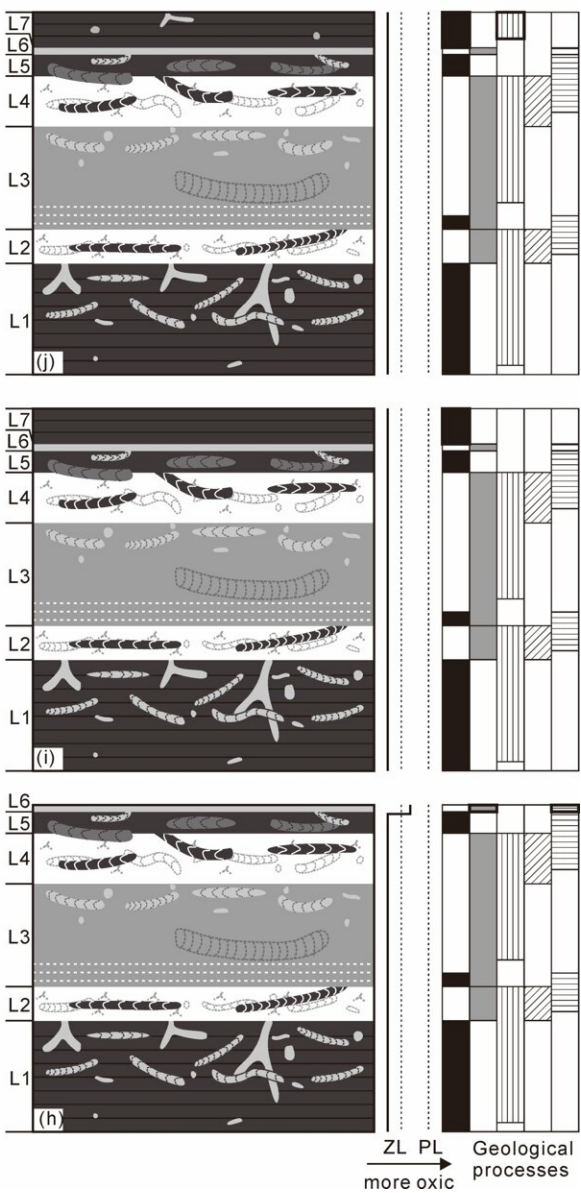 L7
L6
L5
L4
L3
L2
L1
(j)
L7
L6
L5
L4
L3
L2
L1
(i)
L6
L5
L4
L3
L2
L1
(h)
ZL PL
more oxic
Geological
processes